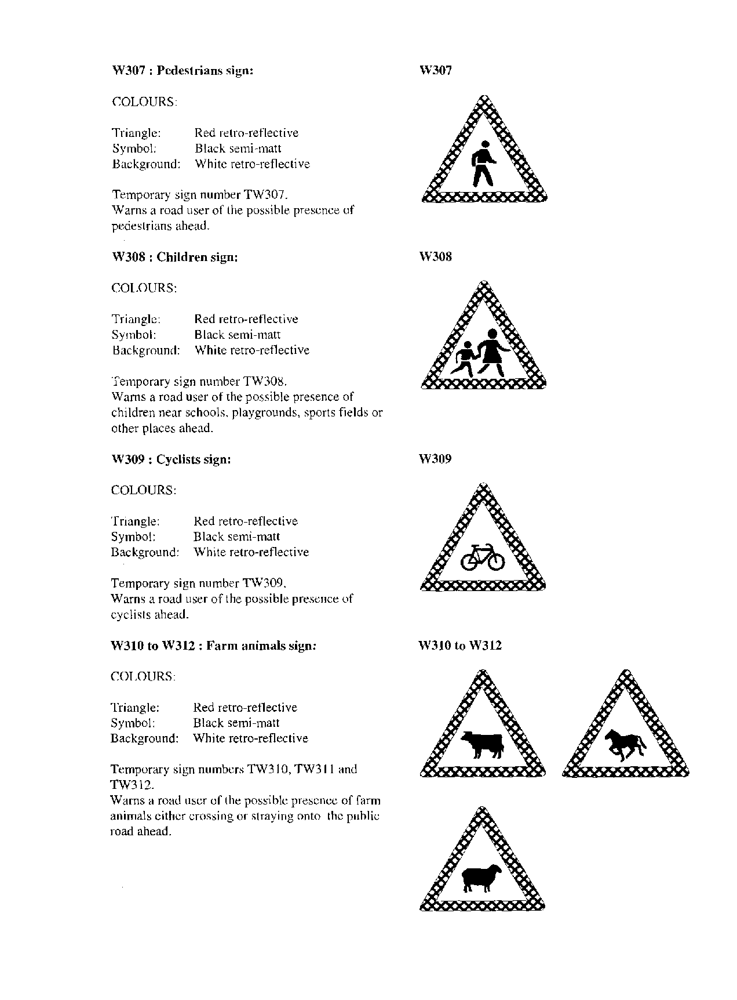 W307 : Pedestrians sign:
W307
COLOURS:
Triangle: Red retro-reflective
Symbol: Black semi-matt
Background: White retro-reflective
Temporary sign number TW307.
Warns a road user of the possible presence of
pedestrians ahead.
W308 : Children sign:
W308
COLOURS:
Triangle: Red retro-reflective
Symbol: Black semi-matt
Background: White retro-reflective
Temporary sign number TW308.
Warns a road user of the possible presence of
children near schools, playgrounds, sports fields or
other places ahead.
W309 : Cyclists sign:
W309
COLOURS:
Triangle: Red retro-reflective
Symbol: Black semi-matt
Background: White retro-reflective
Temporary sign number TW309.
Warns a road user of the possible presence of
cyclists ahead.
W310 to W312 : Farm animals sign:
W310 to W312
COLOURS:
Triangle: Red retro-reflective
Symbol: Black semi-matt
Background: White retro-reflective
Temporary sign numbers TW310, TW311 and
TW312.
Warns a road user of the possible presence of farm
animals either crossing or straying onto the public
road ahead.